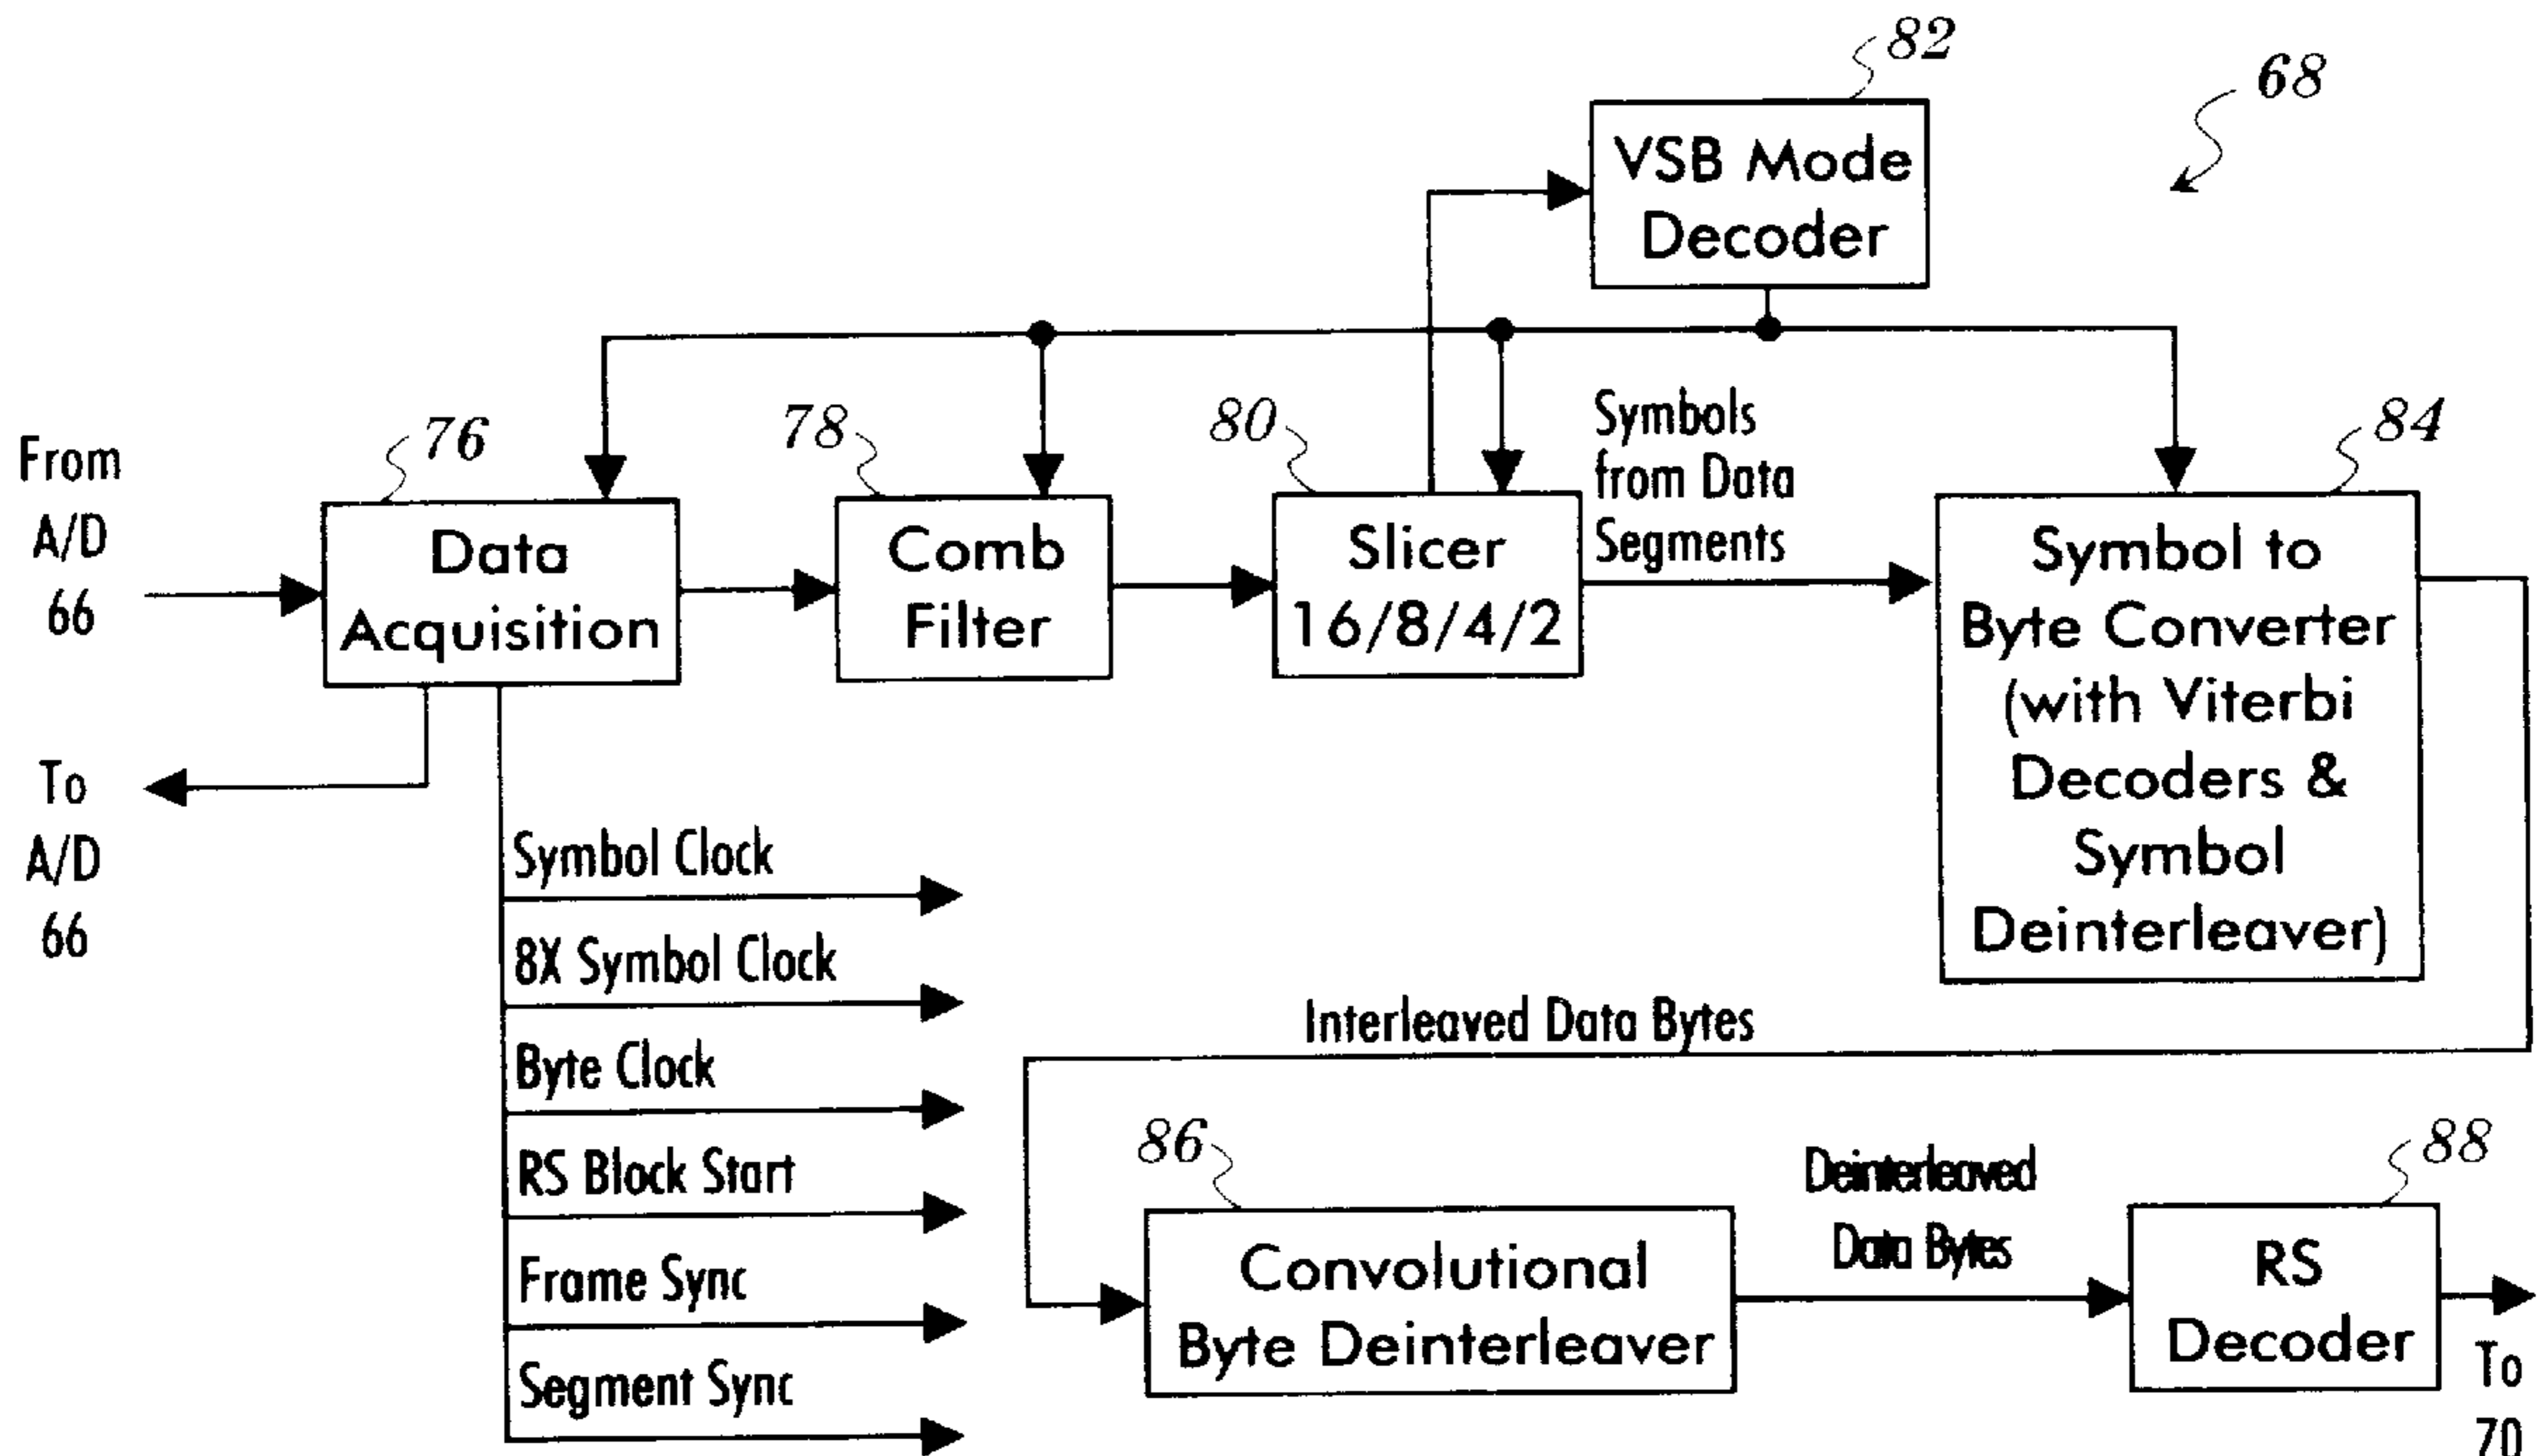 82
68
VSB Mode
Decoder
76
78
80
84
From
A/D
66
Data
Acquisition
Comb
Filter
Slicer
16/8/4/2
Symbols
from Data
Segments
Symbol to
Byte Converter
(with Viterbi
Decoders &
Symbol
Deinterleaver)
To
A/D
66
Symbol Clock
8X Symbol Clock
Byte Clock
RS Block Start
Frame Sync
Segment Sync
Interleaved Data Bytes
86
Convolutional
Byte Deinterleaver
Deinterleaved
Data Bytes
88
RS
Decoder
To
70